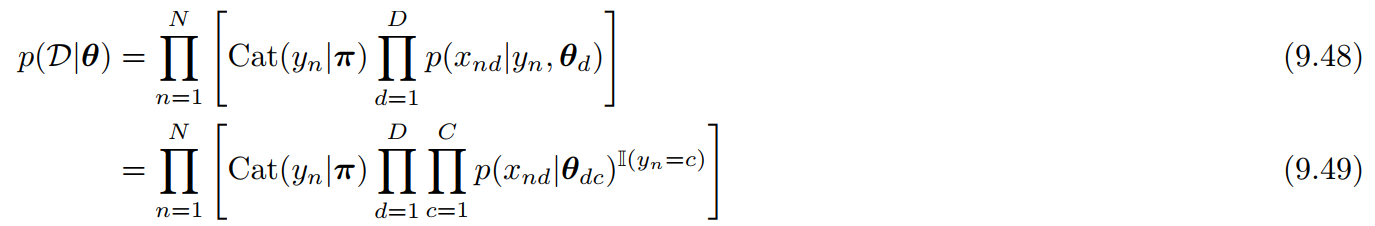 p(𝒟|𝜽) = ∏_{n=1}^{N} [Cat(y_n|𝝅) ∏_{d=1}^{D} p(x_{nd}|y_n, 𝜽_d)] (9.48)
= ∏_{n=1}^{N} [Cat(y_n|𝝅) ∏_{d=1}^{D} ∏_{c=1}^{C} p(x_{nd}|𝜽_{dc})^{𝕀(y_n=c)}] (9.49)